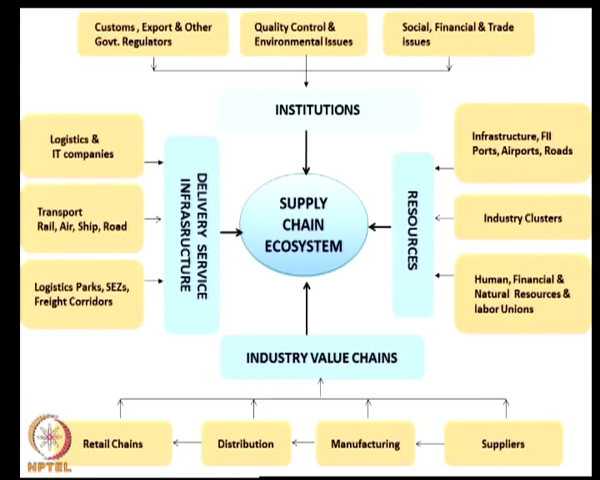 Customs, Export & Other
Govt. Regulators
Quality Control &
Environmental Issues
Social, Financial & Trade
issues
INSTITUTIONS
Logistics &
IT companies
Transport
Rail, Air, Ship, Road
Logistics Parks, SEZs,
Freight Corridors
DELIVERY SERVICE
INFRASRUCTURE
SUPPLY
CHAIN
ECOSYSTEM
RESOURCES
Infrastructure, FII
Ports, Airports, Roads
Industry Clusters
Human, Financial &
Natural Resources &
labor Unions
INDUSTRY VALUE CHAINS
Retail Chains
Distribution
Manufacturing
Suppliers
NPTEL